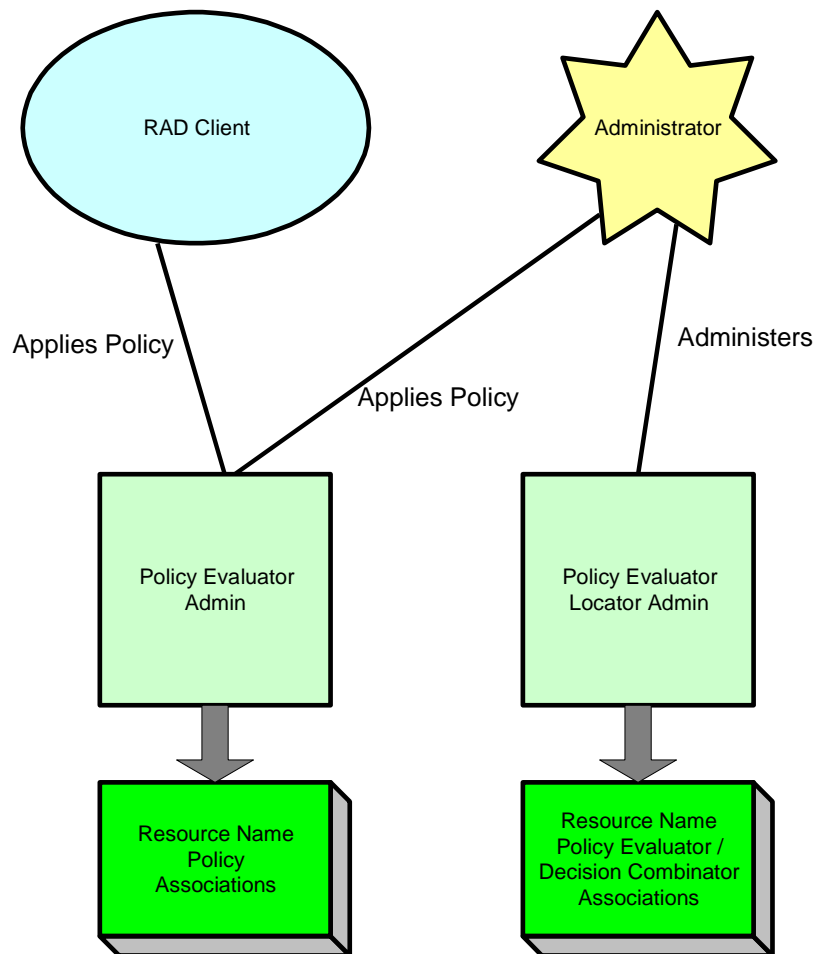 RAD Client
Administrator
Applies Policy
Administers
Applies Policy
Policy Evaluator
Admin
Policy Evaluator
Locator Admin
Resource Name
Policy
Associations
Resource Name
Policy Evaluator /
Decision Combinator
Associations